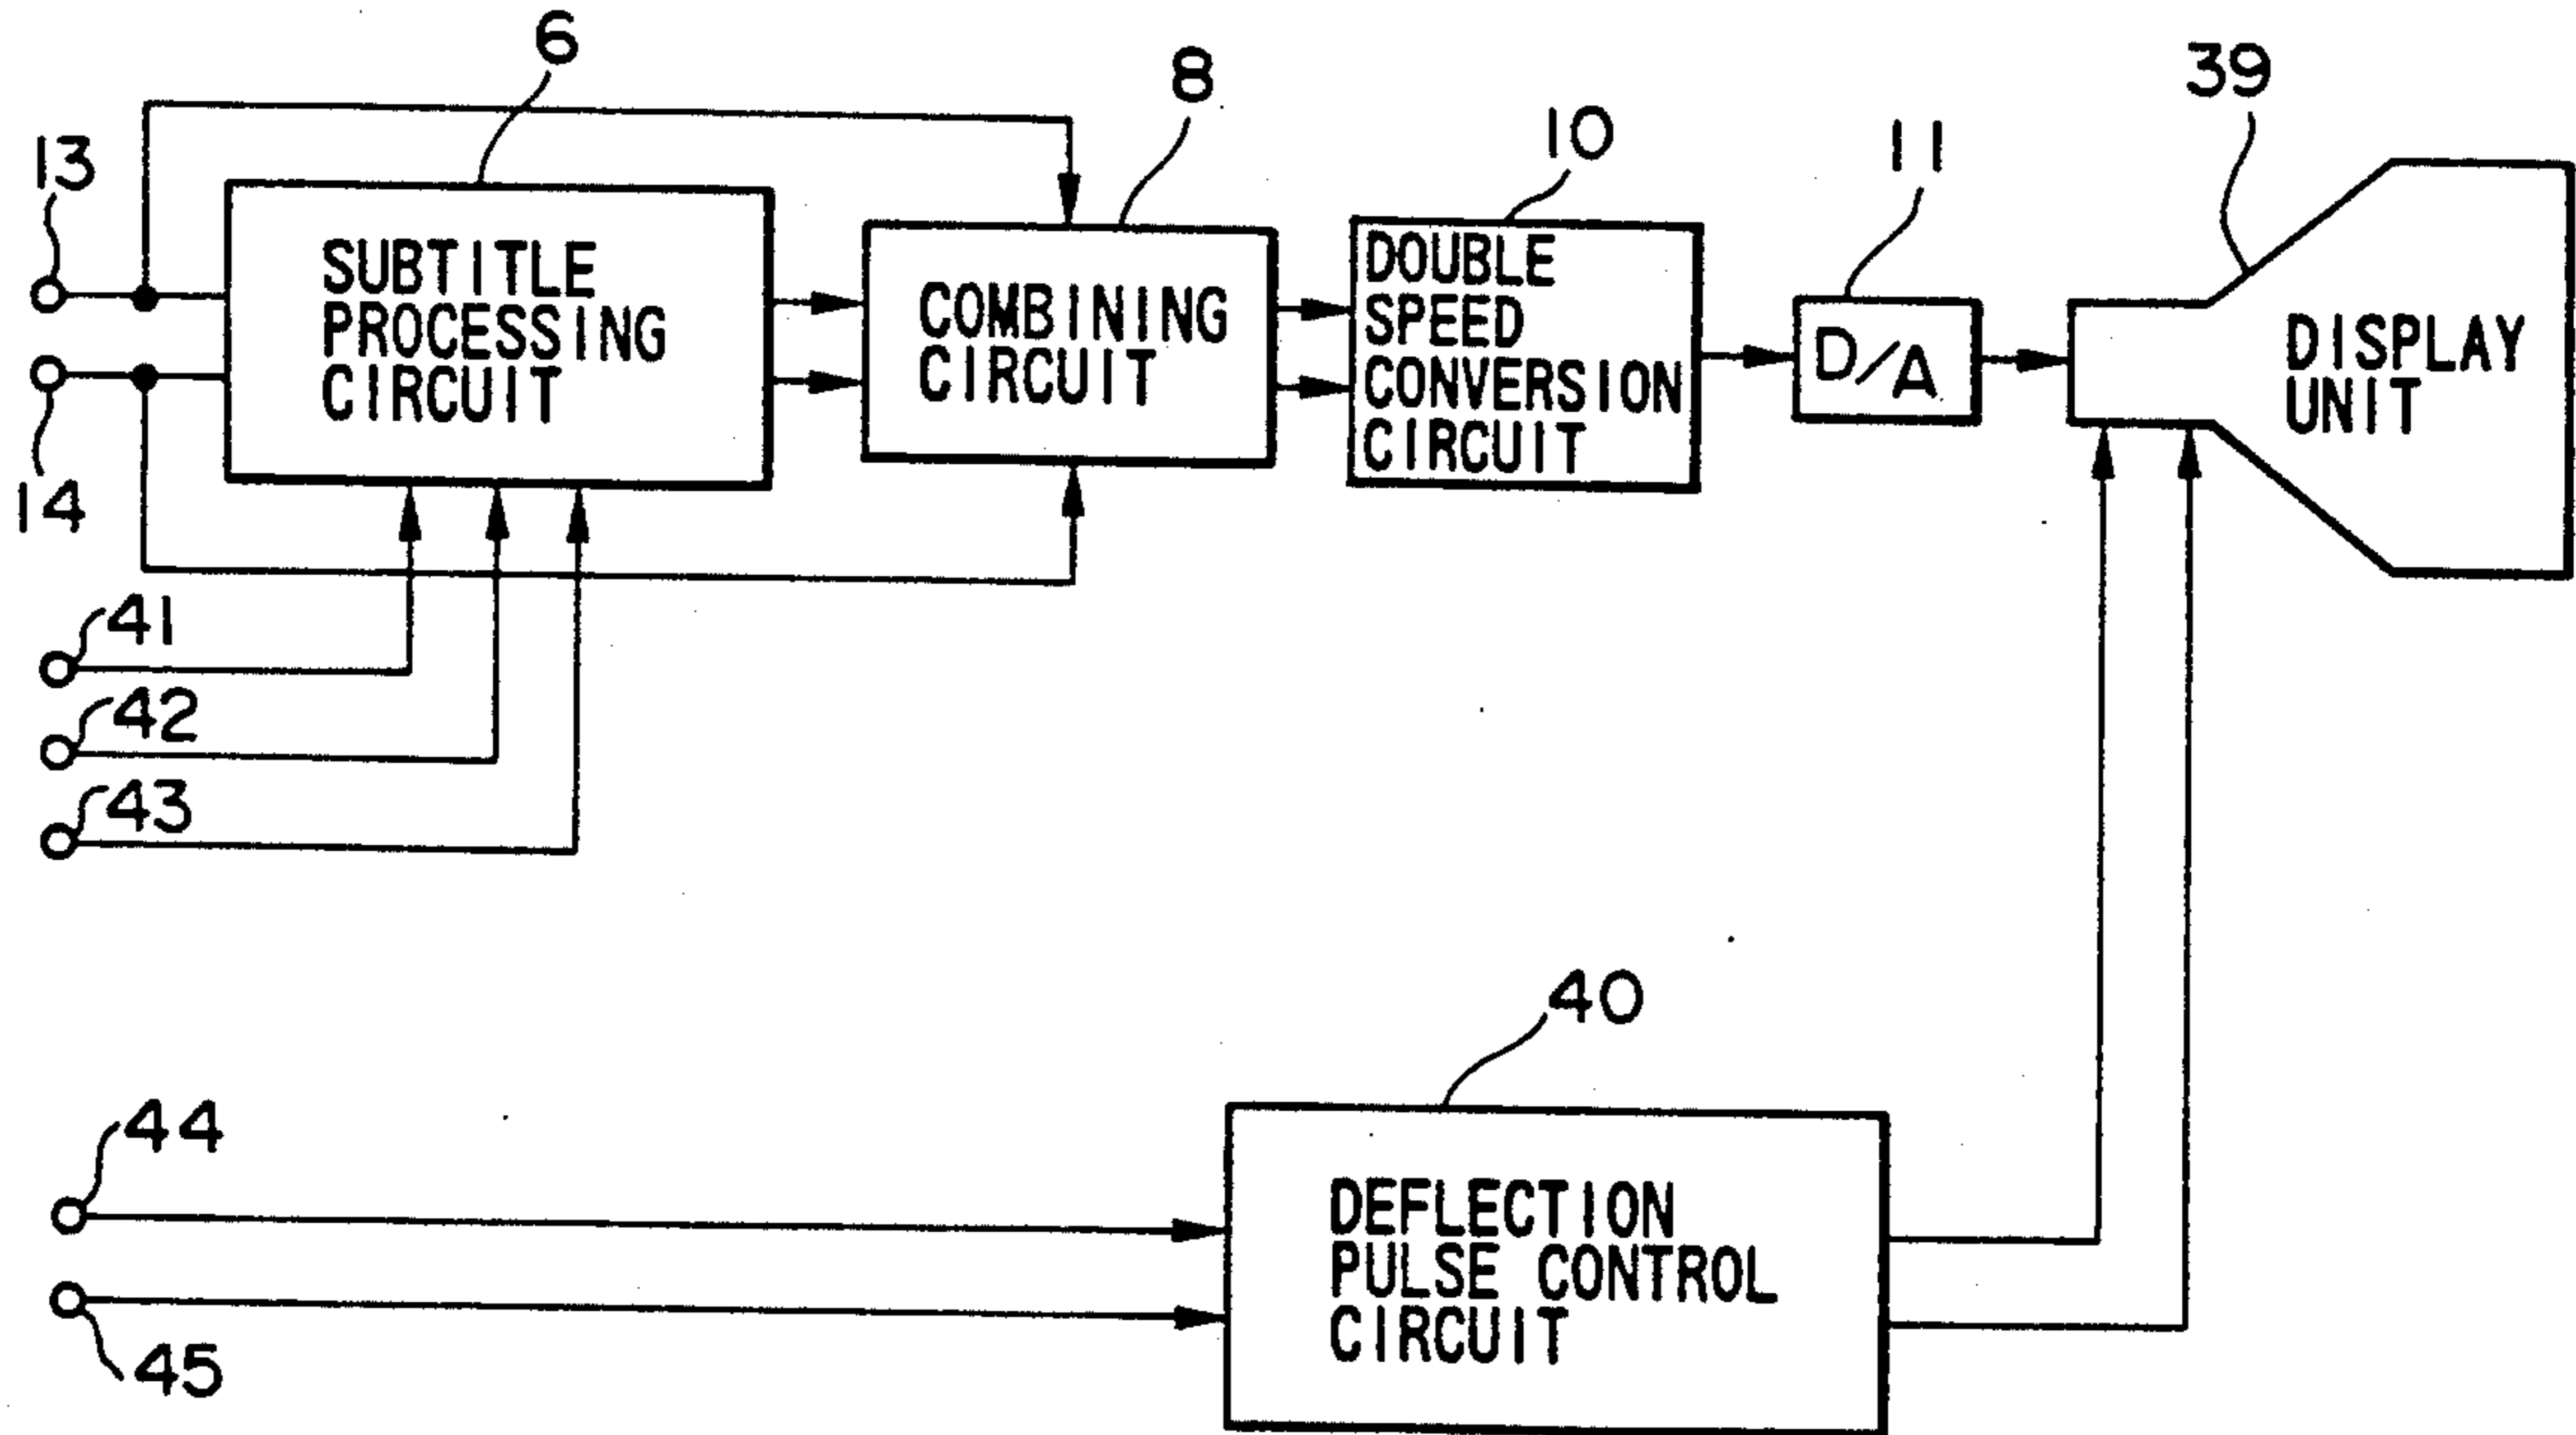 6
8
39
10
11
13
SUBTITLE
PROCESSING
CIRCUIT
COMBINING
CIRCUIT
DOUBLE
SPEED
CONVERSION
CIRCUIT
D/A
DISPLAY
UNIT
14
41
42
43
40
44
DEFLECTION
PULSE CONTROL
CIRCUIT
45